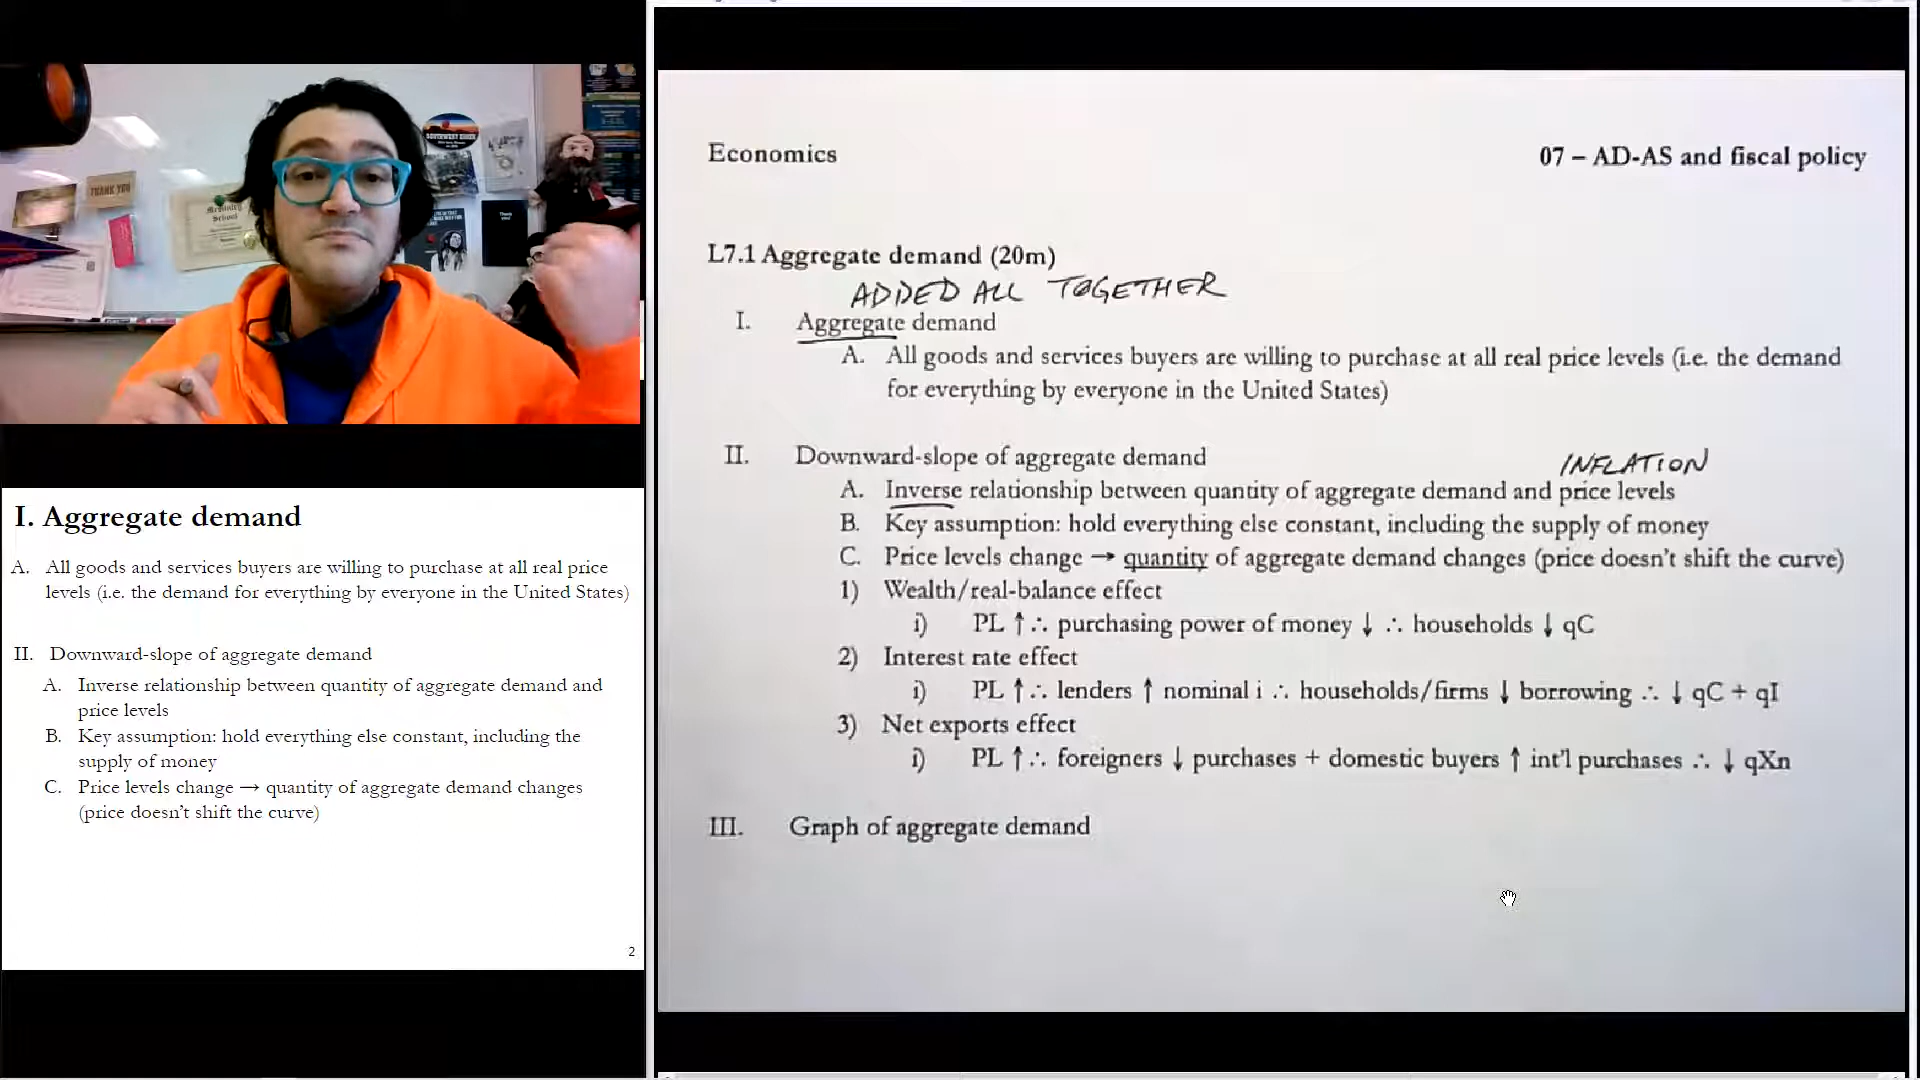 THANK YOU
SOUTHWEST
School
I. Aggregate demand
A. All goods and services buyers are willing to purchase at all real price
levels (i.e. the demand for everything by everyone in the United States)
II. Downward-slope of aggregate demand
A. Inverse relationship between quantity of aggregate demand and
price levels
B. Key assumption: hold everything else constant, including the
supply of money
C. Price levels change → quantity of aggregate demand changes
(price doesn't shift the curve)
2
Economics
07 – AD-AS and fiscal policy
L7.1 Aggregate demand (20m)
ADDED ALL TOGETHER
I. Aggregate demand
A. All goods and services buyers are willing to purchase at all real price levels (i.e. the demand
for everything by everyone in the United States)
II. Downward-slope of aggregate demand
INFLATION
A. Inverse relationship between quantity of aggregate demand and price levels
B. Key assumption: hold everything else constant, including the supply of money
C. Price levels change → quantity of aggregate demand changes (price doesn't shift the curve)
1) Wealth/real-balance effect
i) PL ↑ ∴ purchasing power of money ↓ ∴ households ↓ qC
2) Interest rate effect
i) PL ↑ ∴ lenders ↑ nominal i ∴ households/firms ↓ borrowing ∴ ↓ qC + qI
3) Net exports effect
i) PL ↑ ∴ foreigners ↓ purchases + domestic buyers ↑ int'l purchases ∴ ↓ qXn
III. Graph of aggregate demand